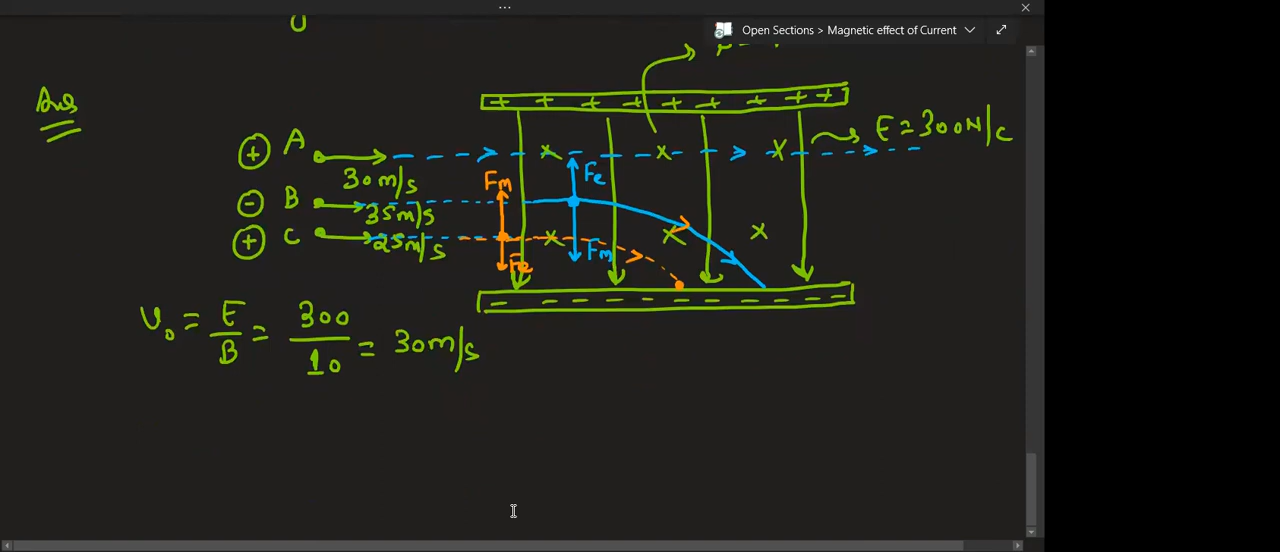 Open Sections > Magnetic effect of Current
Ans
+ + + + + + + + +
E = 300 N/C
+ A
30 m/s
- B
35 m/s
+ C
25 m/s
Fe
Fm
Fm
Fe
x x x
x x x
- - - - - - - - - - - - -
v₀ = E/B = 300/10 = 30 m/s